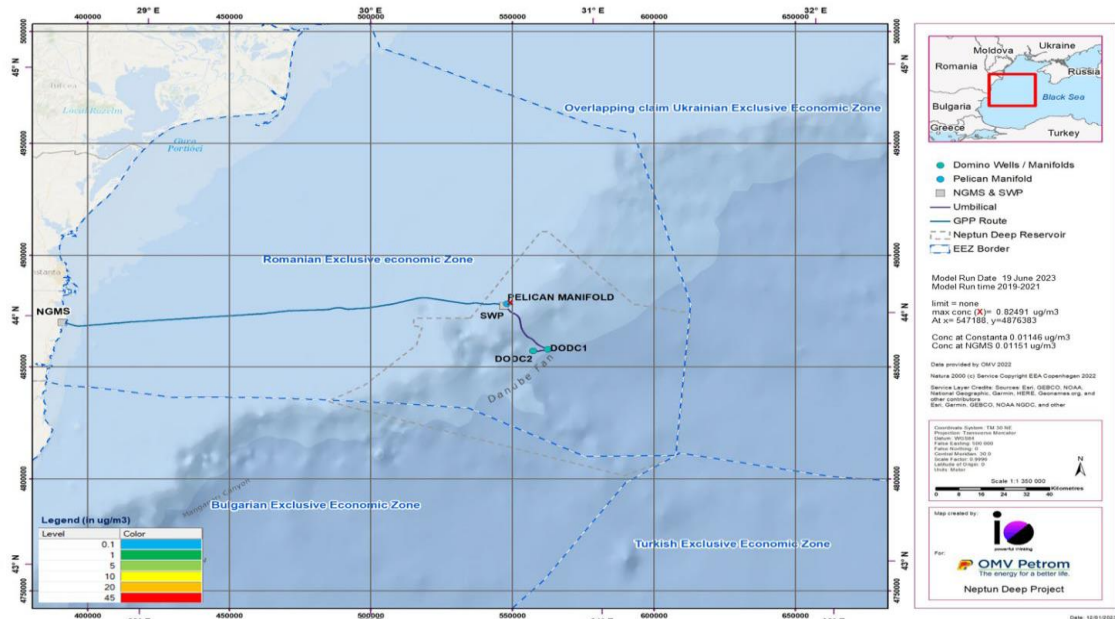 29° E 30° E 31° E 32° E
400000 450000 500000 550000 600000 650000
5000000
45° N
4950000
4900000
44° N
4850000
4800000
43° N
4750000
Overlapping claim Ukrainian Exclusive Economic Zone
Romanian Exclusive economic Zone
NGMS
PELICAN MANIFOLD
SWP
DODC1
DODC2
Danube Fan
Bulgarian Exclusive Economic Zone
Turkish Exclusive Economic Zone
Legend (in ug/m3)
Level Color
0.1
1
5
10
20
45
400000 450000 500000 550000 600000 650000
Moldova
Ukraine
Romania
Russia
Bulgaria
Black Sea
Greece
Turkey
Domino Wells / Manifolds
Pelican Manifold
NGMS & SWP
Umbilical
GPP Route
Neptun Deep Reservoir
EEZ Border
Model Run Date 19 June 2023
Model Run time 2019-2021
limit = none
max conc (X)= 0.82491 ug/m3
At x= 547188, y=4876383
Conc at Constanta 0.01146 ug/m3
Conc at NGMS 0.01151 ug/m3
Data provided by OMV 2022
Natura 2000 (c) Service Copyright EEA Copenhagen 2022
Service Layer Credits: Sources: Esri, GEBCO, NOAA,
National Geographic, Garmin, HERE, Geonames.org, and
other contributors
Esri, Garmin, GEBCO, NOAA NGDC, and other
Coordinate System: TM 30 NE
Projection: Transverse Mercator
Datum: WGS84
False Easting: 500 000
False Northing: 0
Central Meridian: 30.0
Scale Factor: 0.9996
Latitude of Origin: 0
Units: Meter
N
Scale 1:1 350 000
Kilometres
0 8 16 24 32 40
Map created by:
io
powerful thinking
For:
OMV Petrom
The energy for a better life.
Neptun Deep Project